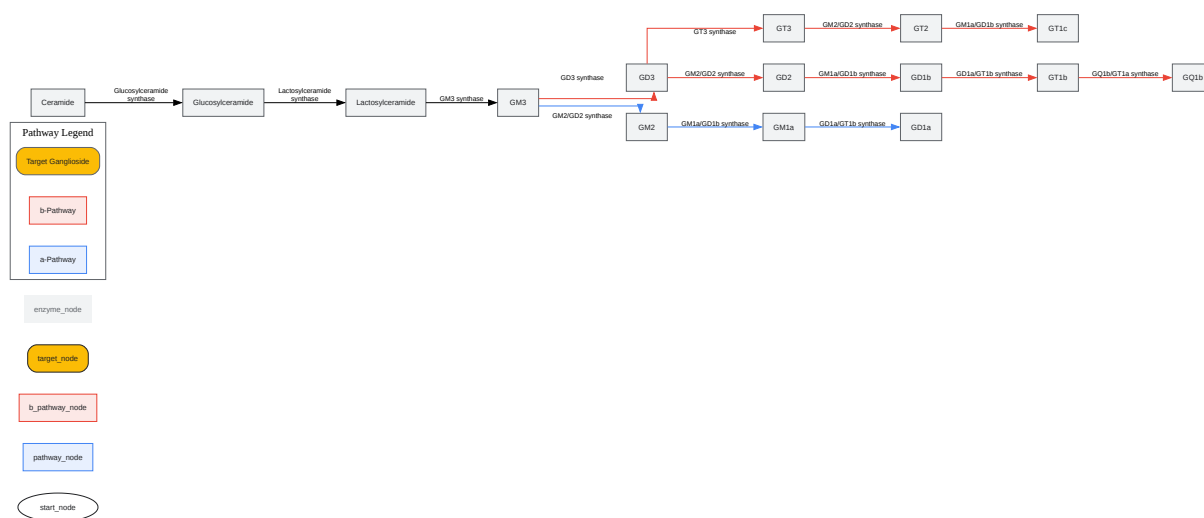 GT3 synthase
GT3
GM2/GD2 synthase
GT2
GM1a/GD1b synthase
GT1c
GD3 synthase
GD3
GM2/GD2 synthase
GD2
GM1a/GD1b synthase
GD1b
GD1a/GT1b synthase
GT1b
GQ1b/GT1a synthase
GQ1b
Ceramide
Glucosylceramide
synthase
Glucosylceramide
Lactosylceramide
synthase
Lactosylceramide
GM3 synthase
GM3
GM2/GD2 synthase
GM2
GM1a/GD1b synthase
GM1a
GD1a/GT1b synthase
GD1a
Pathway Legend
Target Ganglioside
b-Pathway
a-Pathway
enzyme_node
target_node
b_pathway_node
pathway_node
start_node